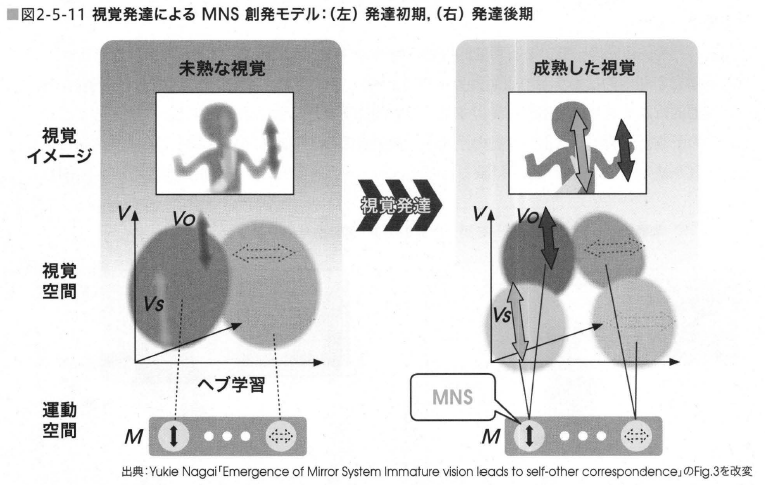 ■図2-5-11 視覚発達による MNS 創発モデル：（左）発達初期，（右）発達後期
未熟な視覚
成熟した視覚
視覚
イメージ
視覚発達
V
Vo
Vs
V
Vo
Vs
視覚
空間
ヘブ学習
MNS
運動
空間
M
M
出典：Yukie Nagai「Emergence of Mirror System Immature vision leads to self-other correspondence」のFig.3を改変